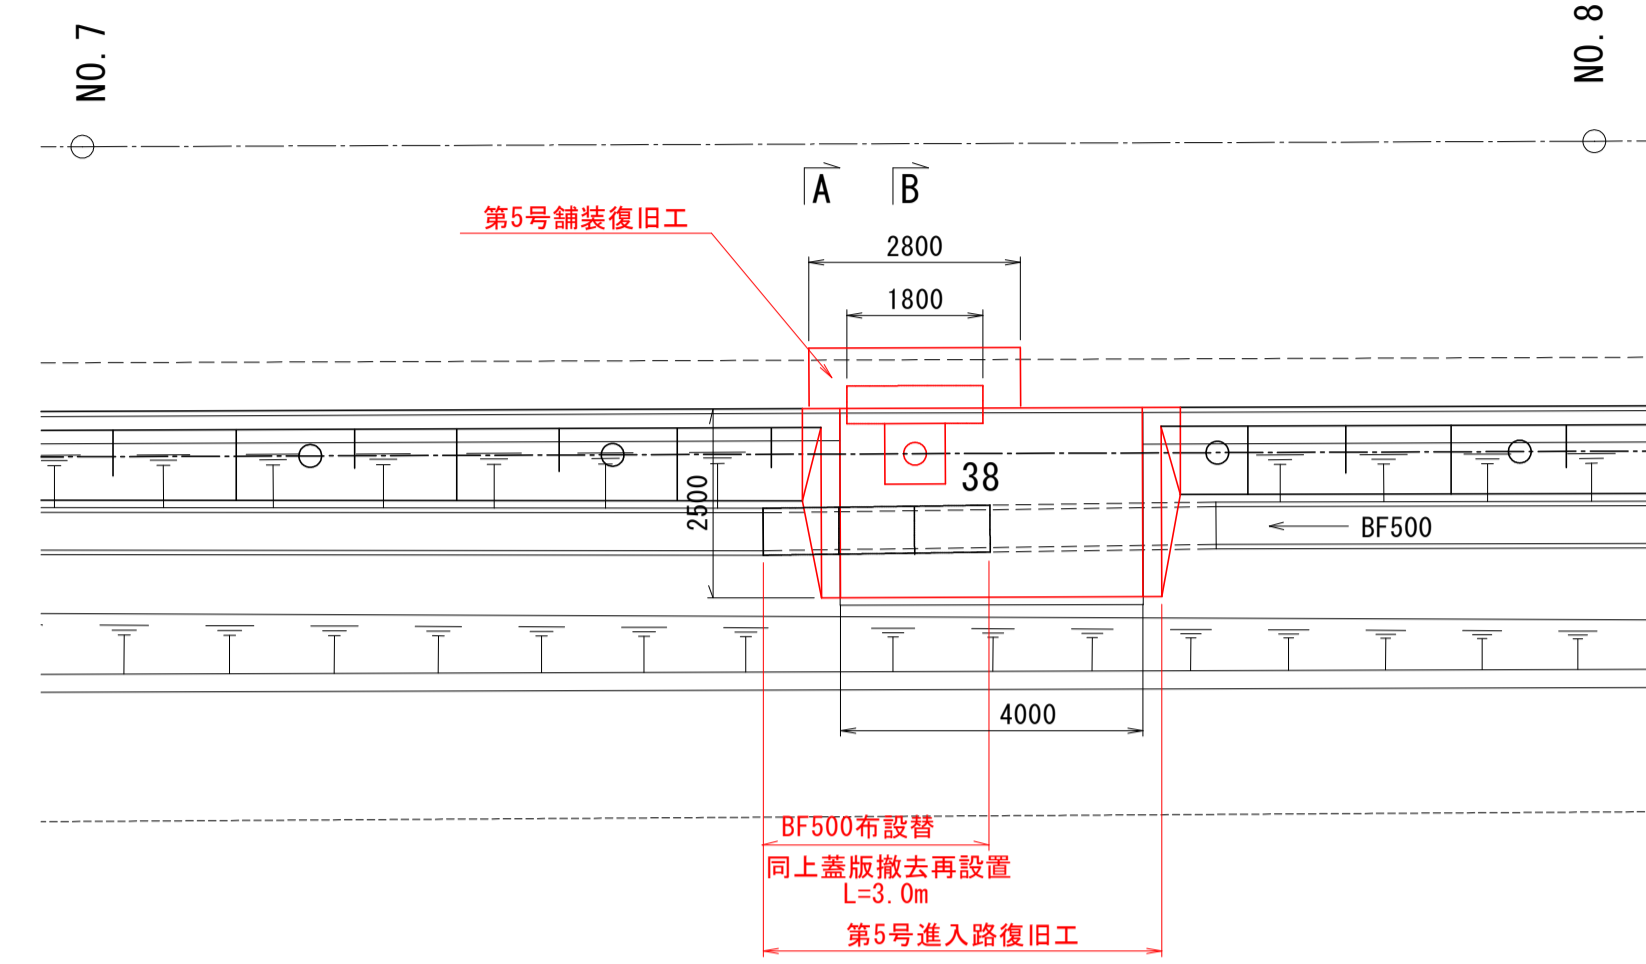 NO. 7
NO. 8
A
B
第5号舗装復旧工
2800
1800
38
2500
BF500
4000
BF500布設替
同上蓋版撤去再設置
L=3.0m
第5号進入路復旧工